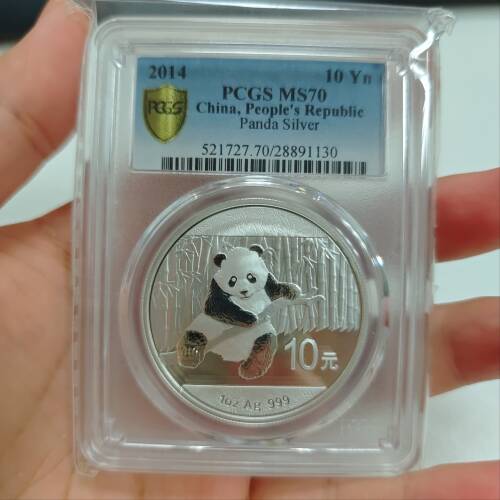 2014 10 Yn
PCGS MS70
China, People's Republic
Panda Silver
PCGS
521727.70/28891130
10元
1oz Ag .999